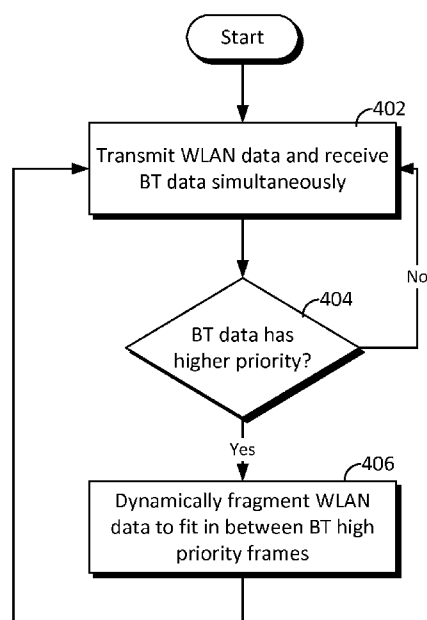 Start
402
Transmit WLAN data and receive
BT data simultaneously
No
404
BT data has
higher priority?
Yes
406
Dynamically fragment WLAN
data to fit in between BT high
priority frames